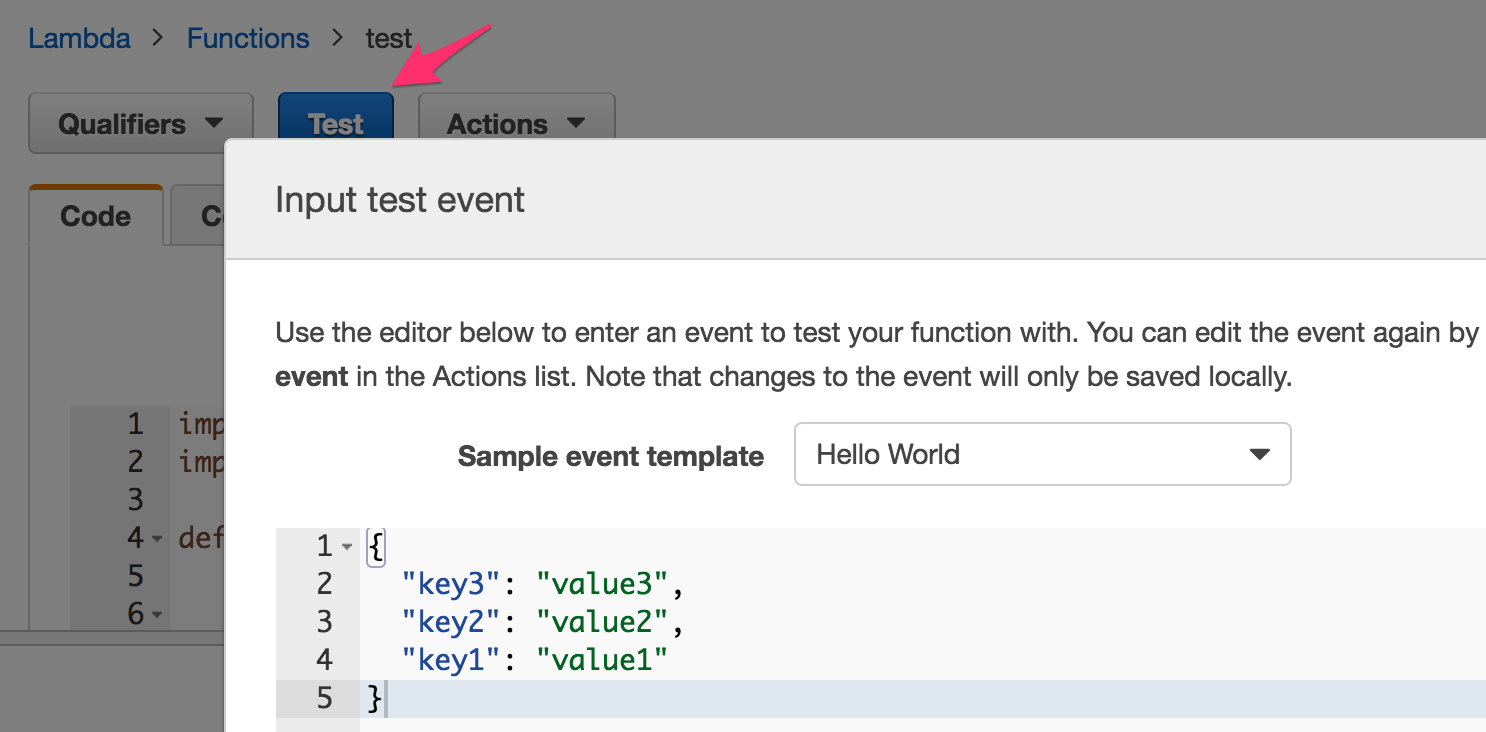 Lambda > Functions > test
Qualifiers Test Actions
Code
Input test event
Use the editor below to enter an event to test your function with. You can edit the event again by
event in the Actions list. Note that changes to the event will only be saved locally.
Sample event template Hello World
1 imp
2 imp
3
4 def
5
6
1 {
2 "key3": "value3",
3 "key2": "value2",
4 "key1": "value1"
5 }